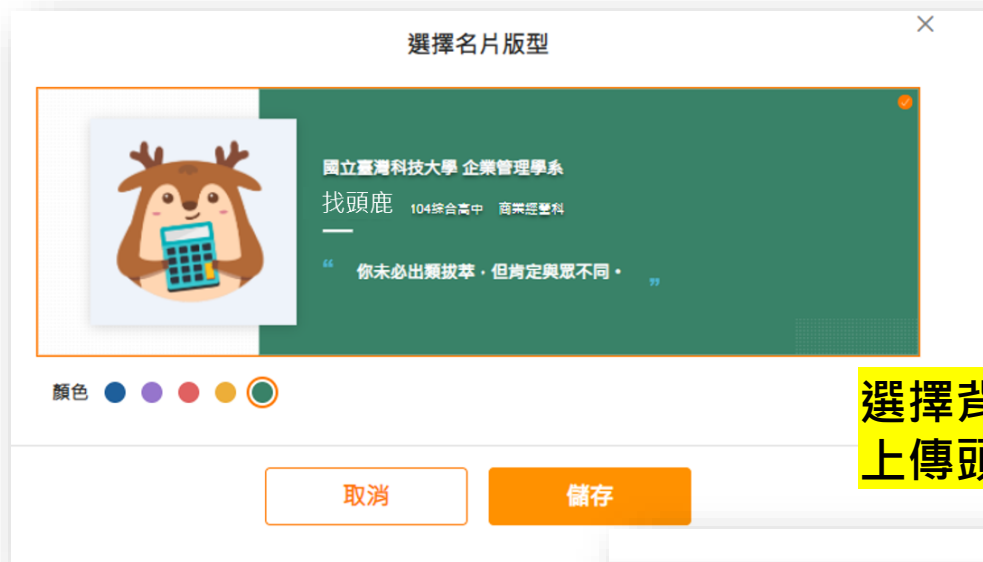 選擇名片版型
國立臺灣科技大學 企業管理學系
找頭鹿 104綜合高中 商業經營科
“ 你未必出類拔萃，但肯定與眾不同。 ”
顏色
選擇背
上傳頭
取消 儲存